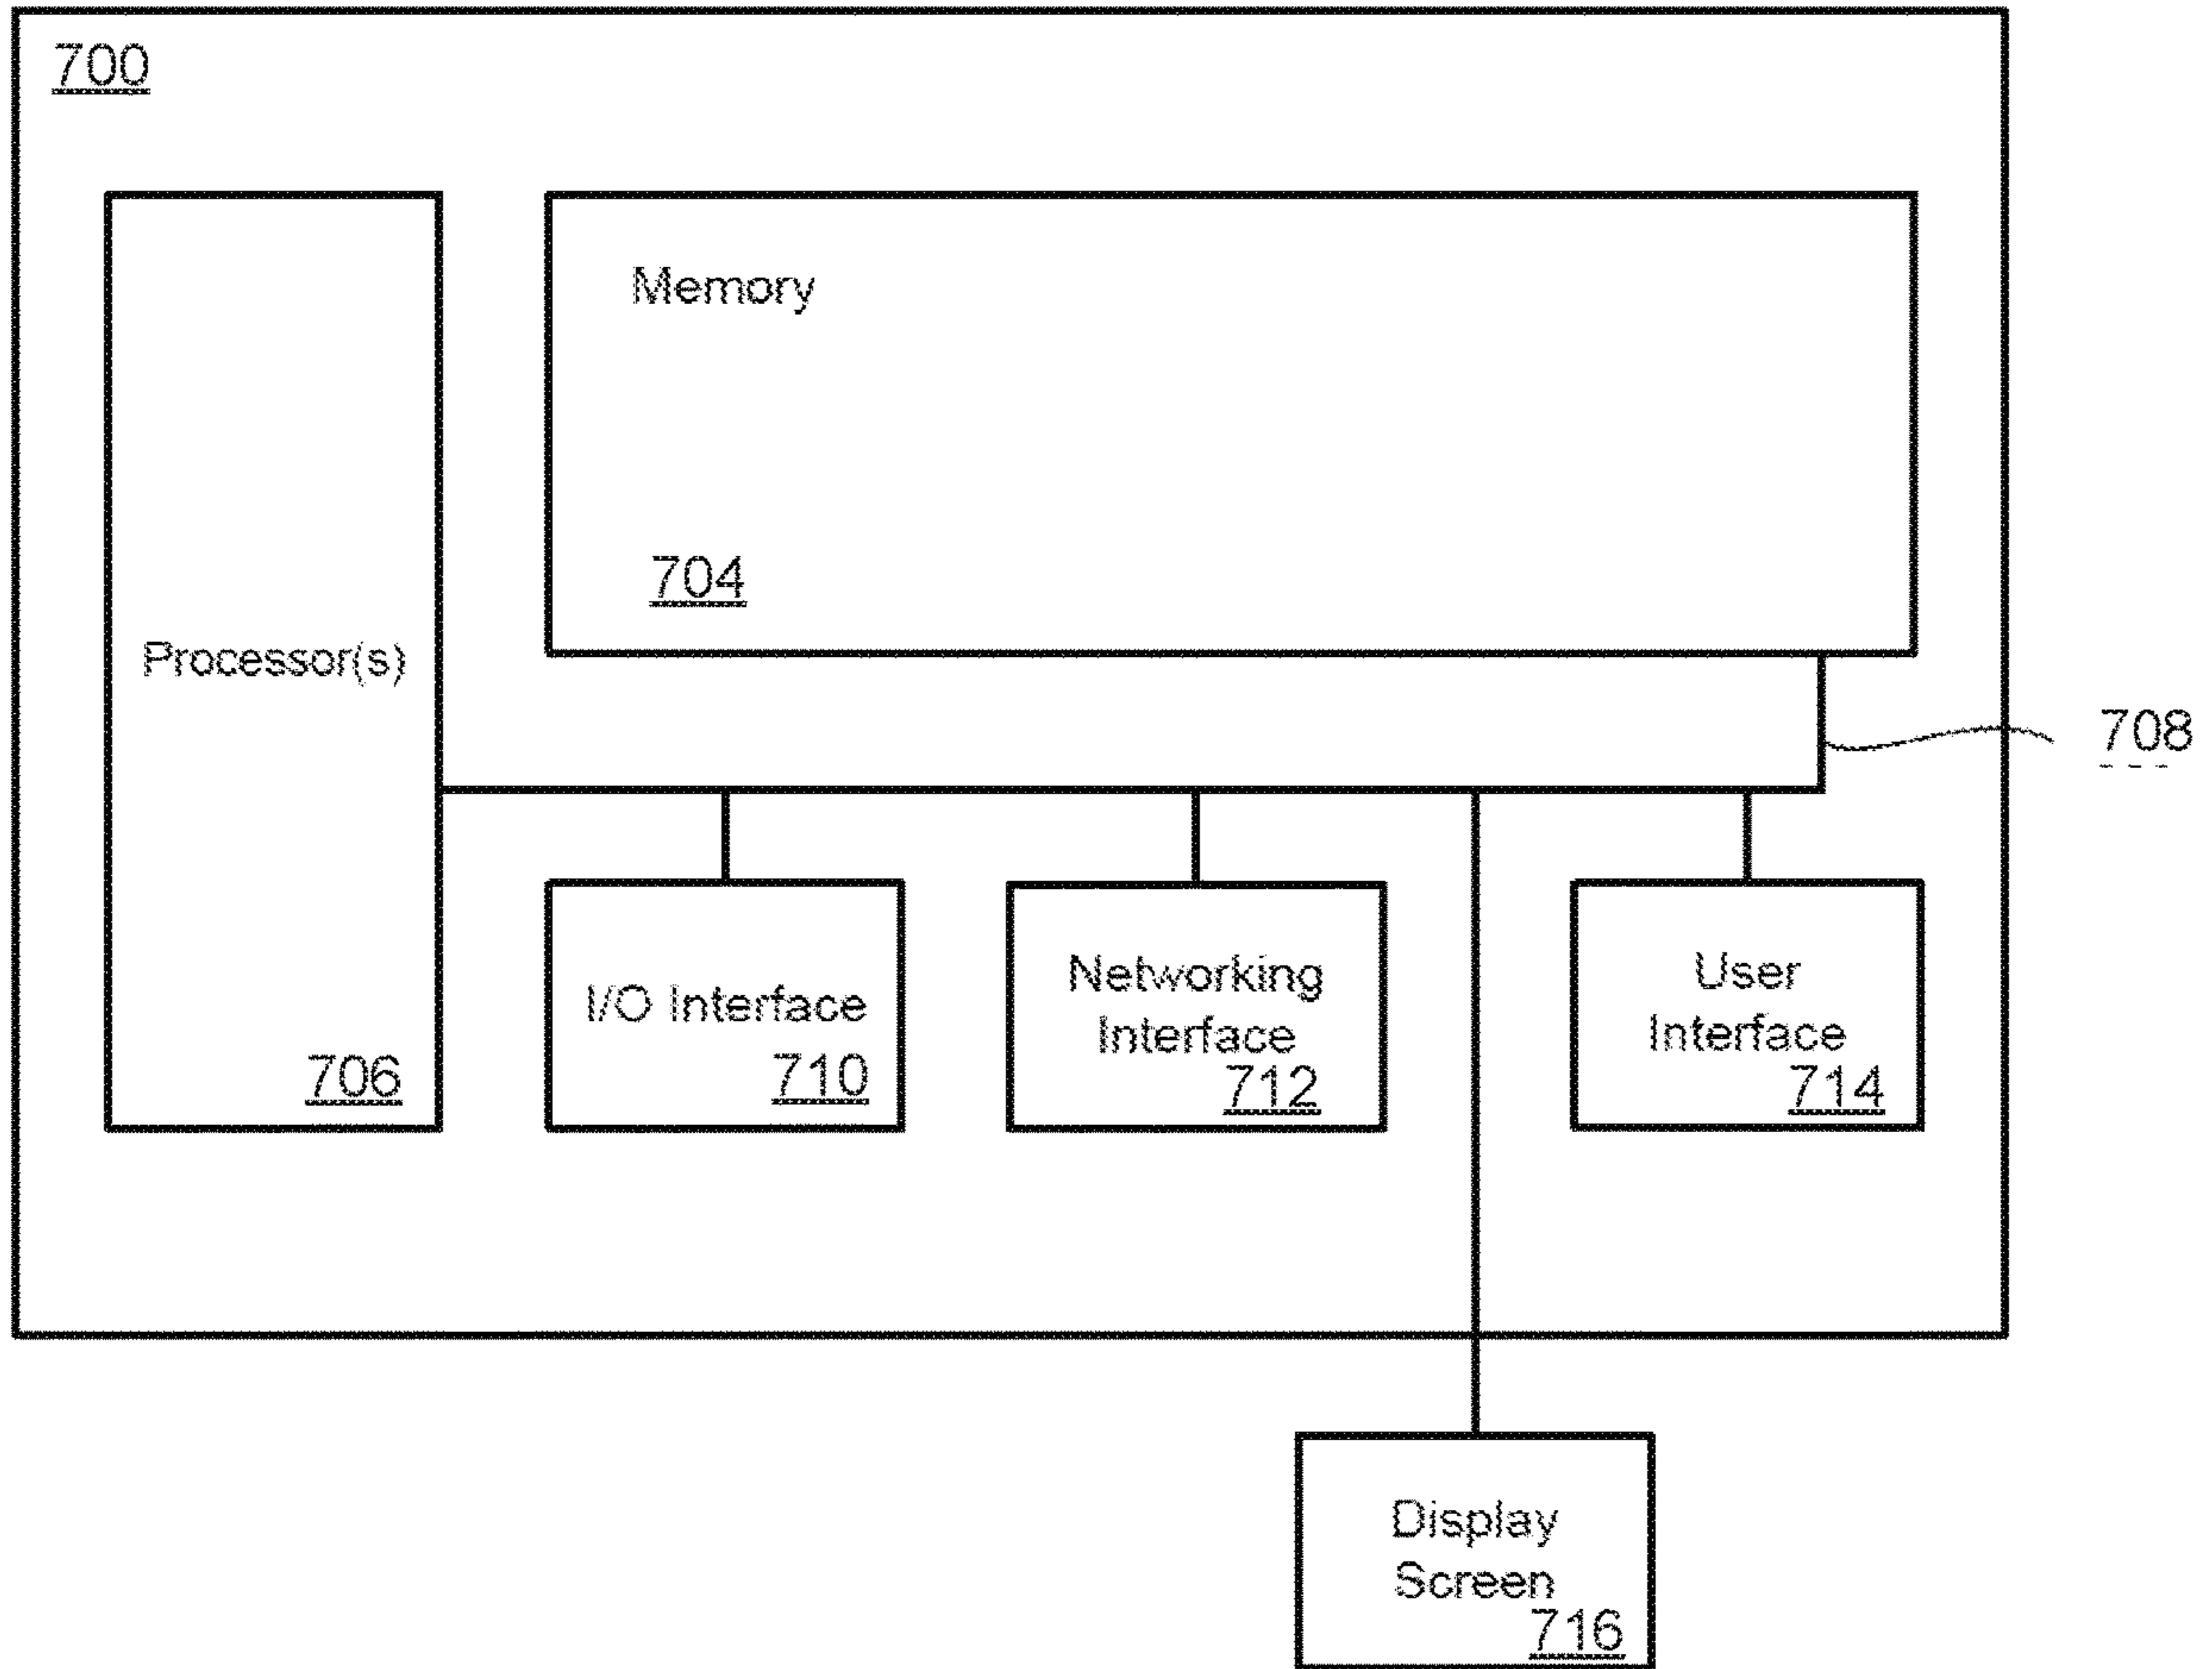 700
Memory
704
Processor(s)
706
708
I/O Interface
710
Networking
Interface
712
User
Interface
714
Display
Screen
716